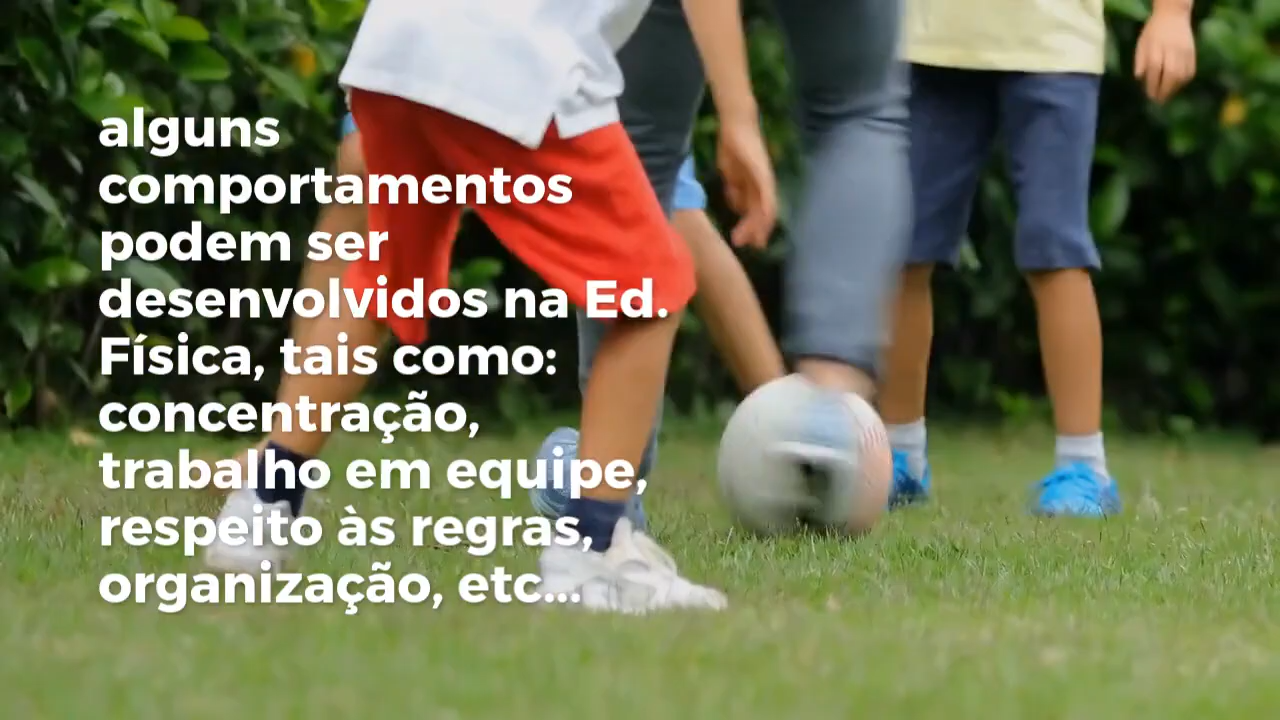 alguns
comportamentos
podem ser
desenvolvidos na Ed.
Física, tais como:
concentração,
trabalho em equipe,
respeito às regras,
organização, etc...